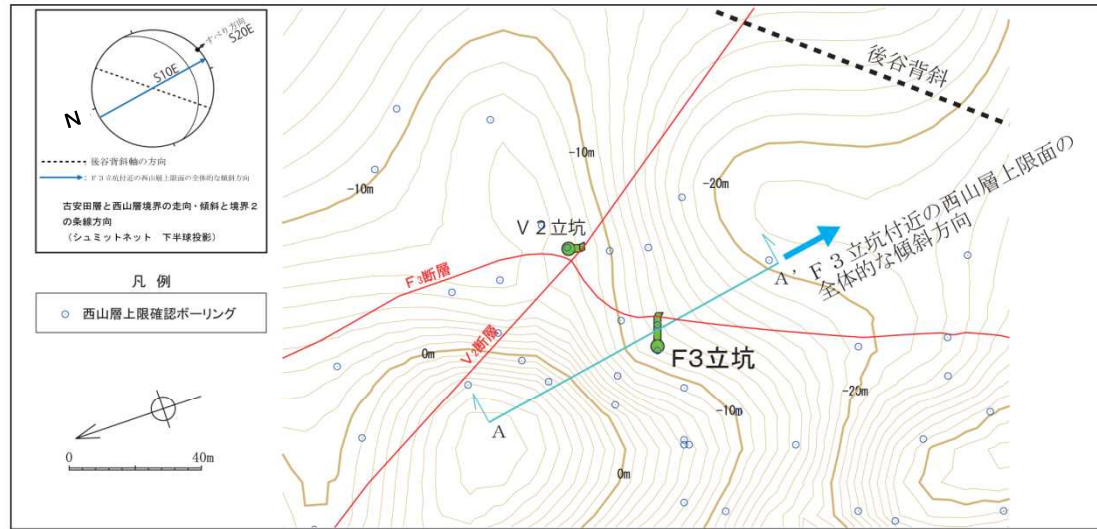 すべり方向
S20E
S10E
N
後谷背斜軸の方向
F3立坑付近の西山層上限面の全体的な傾斜方向
古安田層と西山層境界の走向・傾斜と境界2
の条線方向
(シュミットネット 下半球投影)
凡 例
西山層上限確認ボーリング
0 40m
後谷背斜
-10m
-10m
-20m
V2立坑
F3断層
V2断層
0m
A'
F3立坑付近の西山層上限面の
全体的な傾斜方向
F3立坑
-20m
-10m
A
0m